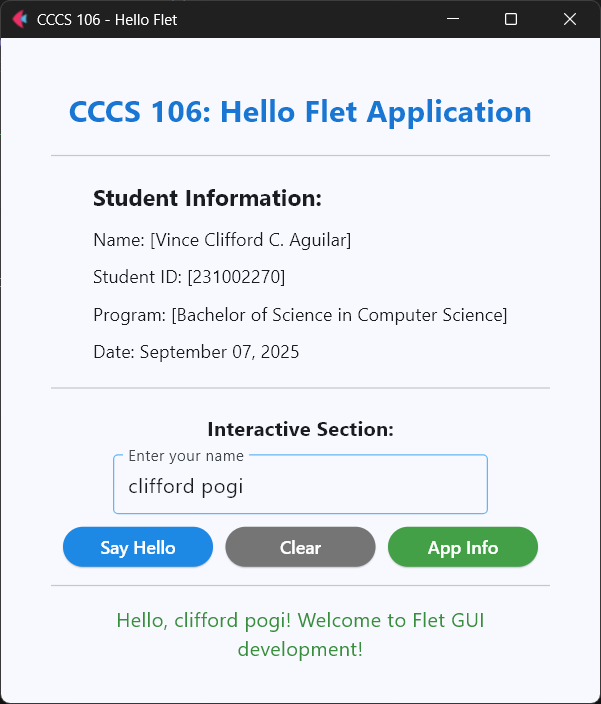 CCCS 106 - Hello Flet
CCCS 106: Hello Flet Application
Student Information:
Name: [Vince Clifford C. Aguilar]
Student ID: [231002270]
Program: [Bachelor of Science in Computer Science]
Date: September 07, 2025
Interactive Section:
Enter your name
clifford pogi
Say Hello Clear App Info
Hello, clifford pogi! Welcome to Flet GUI
development!